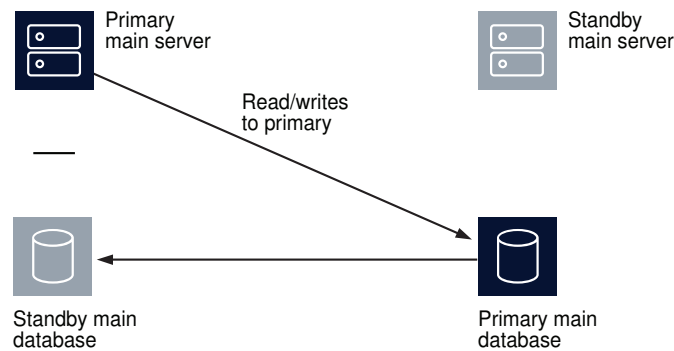 Primary
main server
Standby
main server
Read/writes
to primary
Standby main
database
Primary main
database